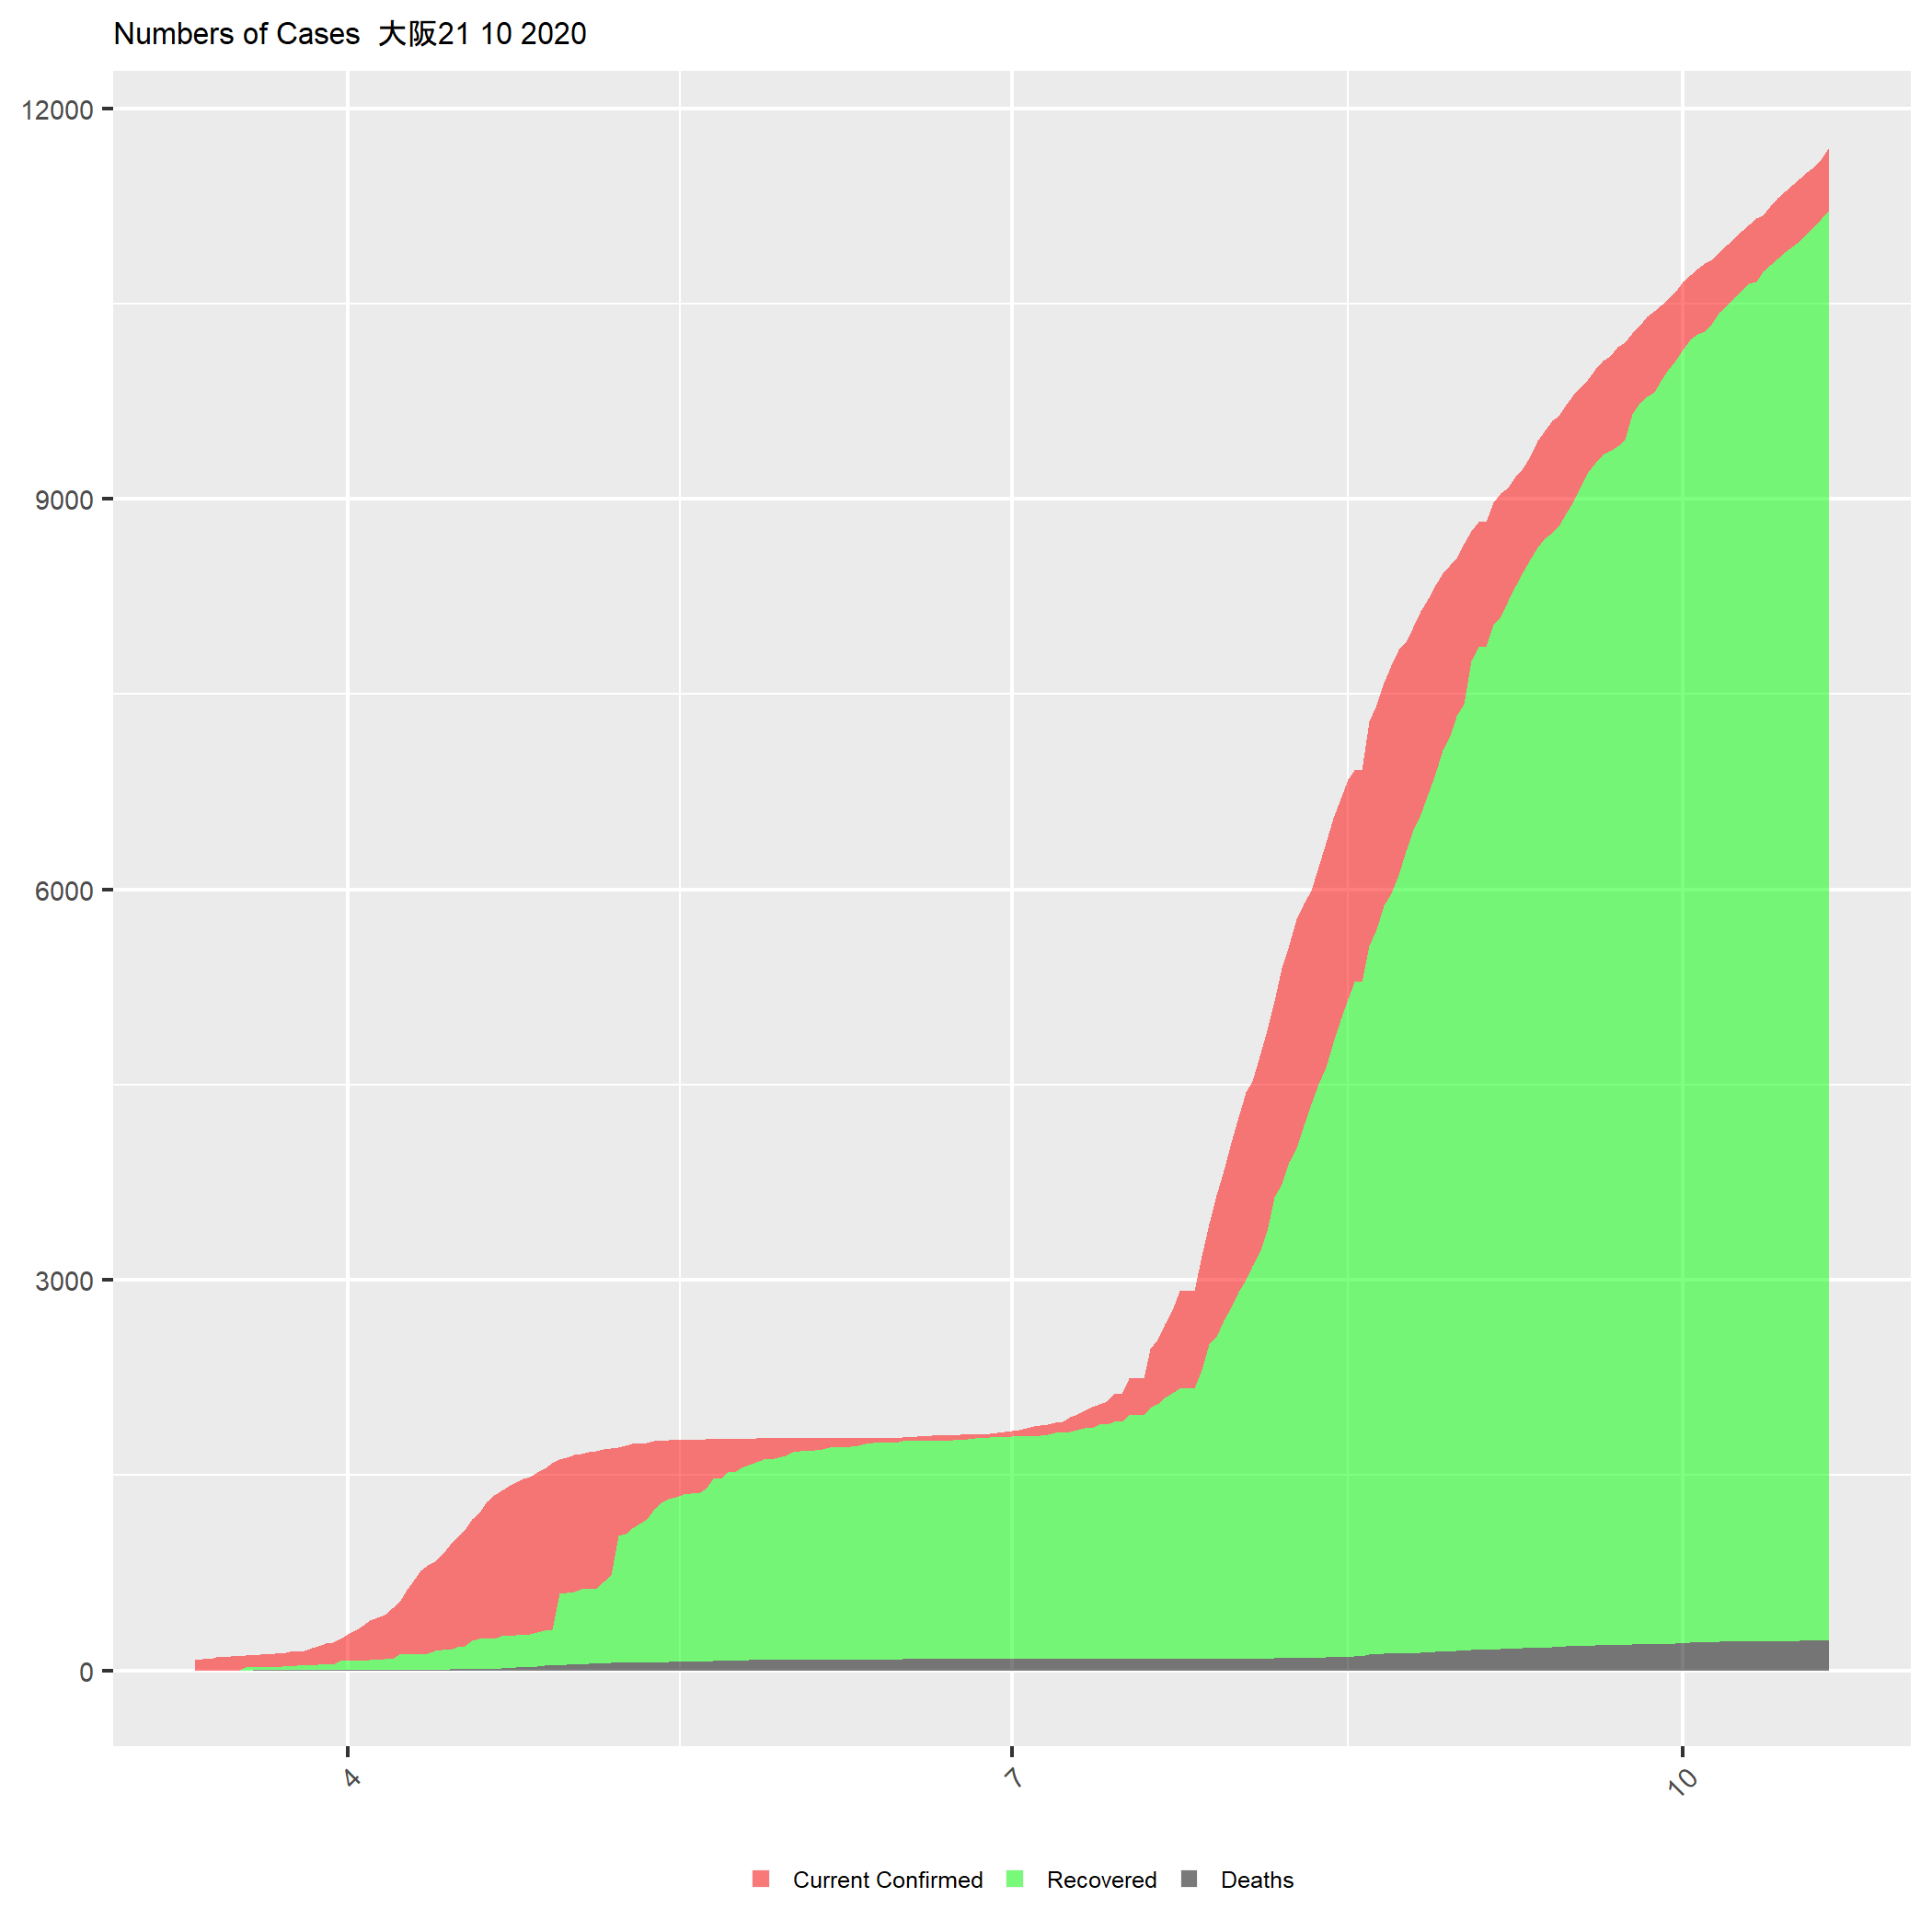 Numbers of Cases  大阪21 10 2020
12000
9000
6000
3000
0
4
7
10
Current Confirmed
Recovered
Deaths